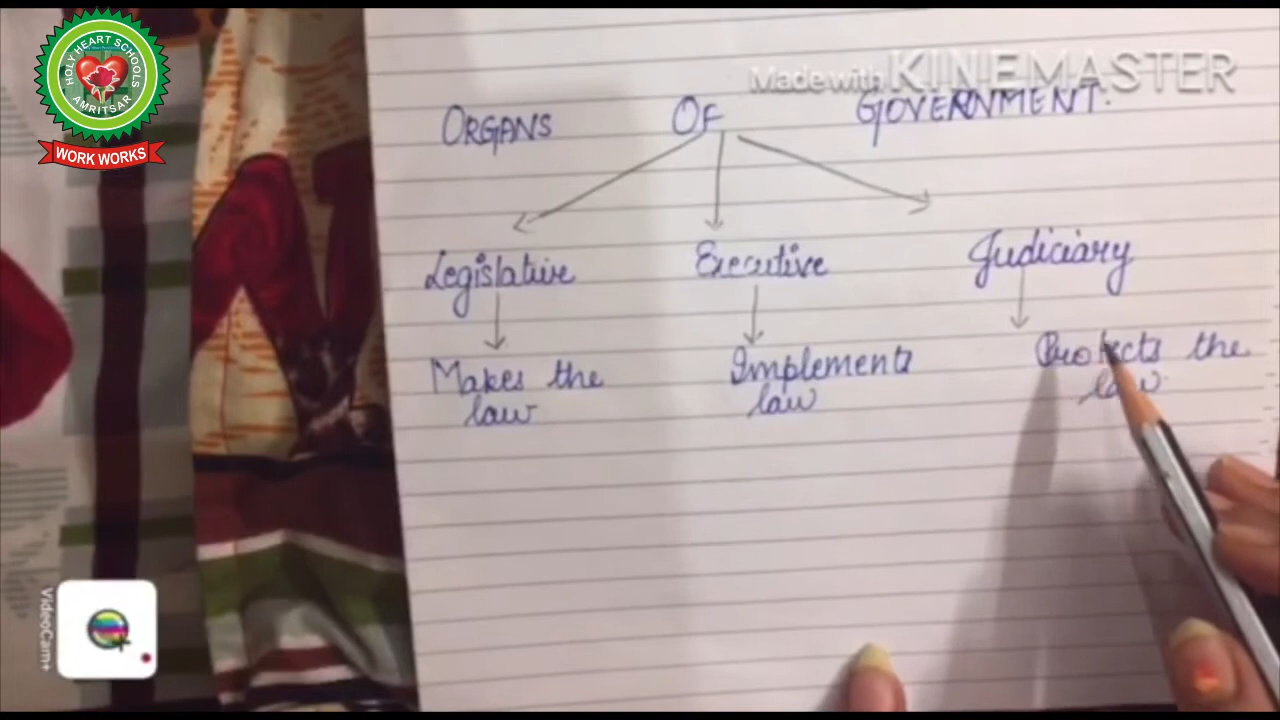 HOLY HEART SCHOOLS
AMRITSAR
WORK WORKS
Made with KINEMASTER
ORGANS OF GOVERNMENT.
Legislative Executive Judiciary
Makes the law
Implements law
Protects the law
VideoCam+